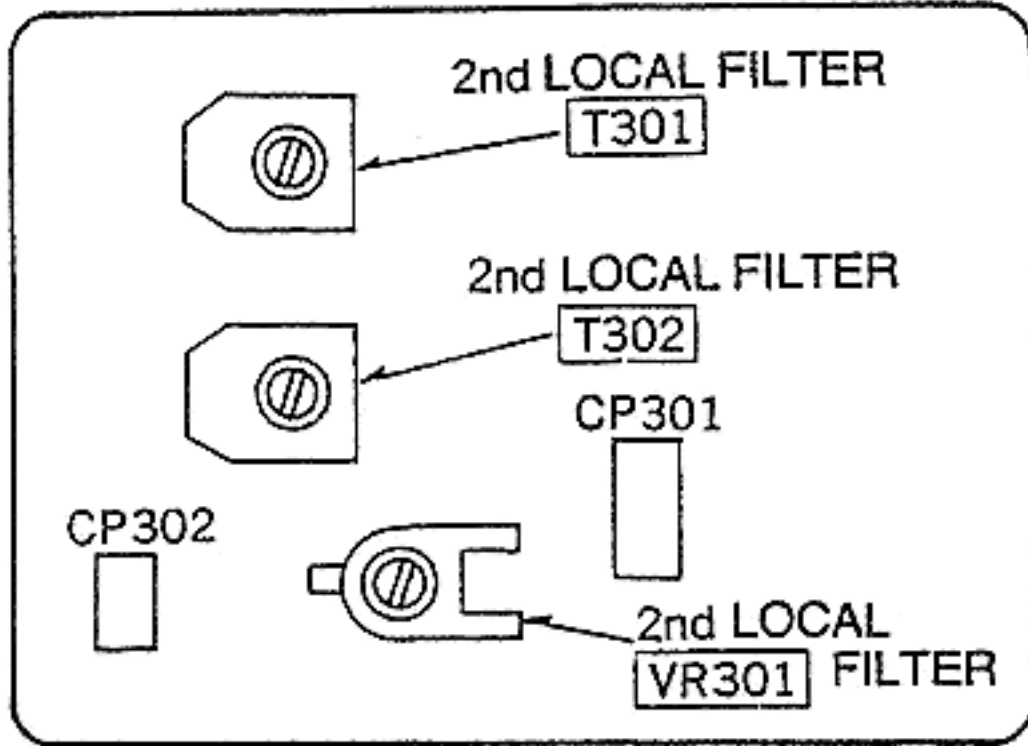 2nd LOCAL FILTER
T301
2nd LOCAL FILTER
T302
CP301
CP302
2nd LOCAL
VR301 FILTER